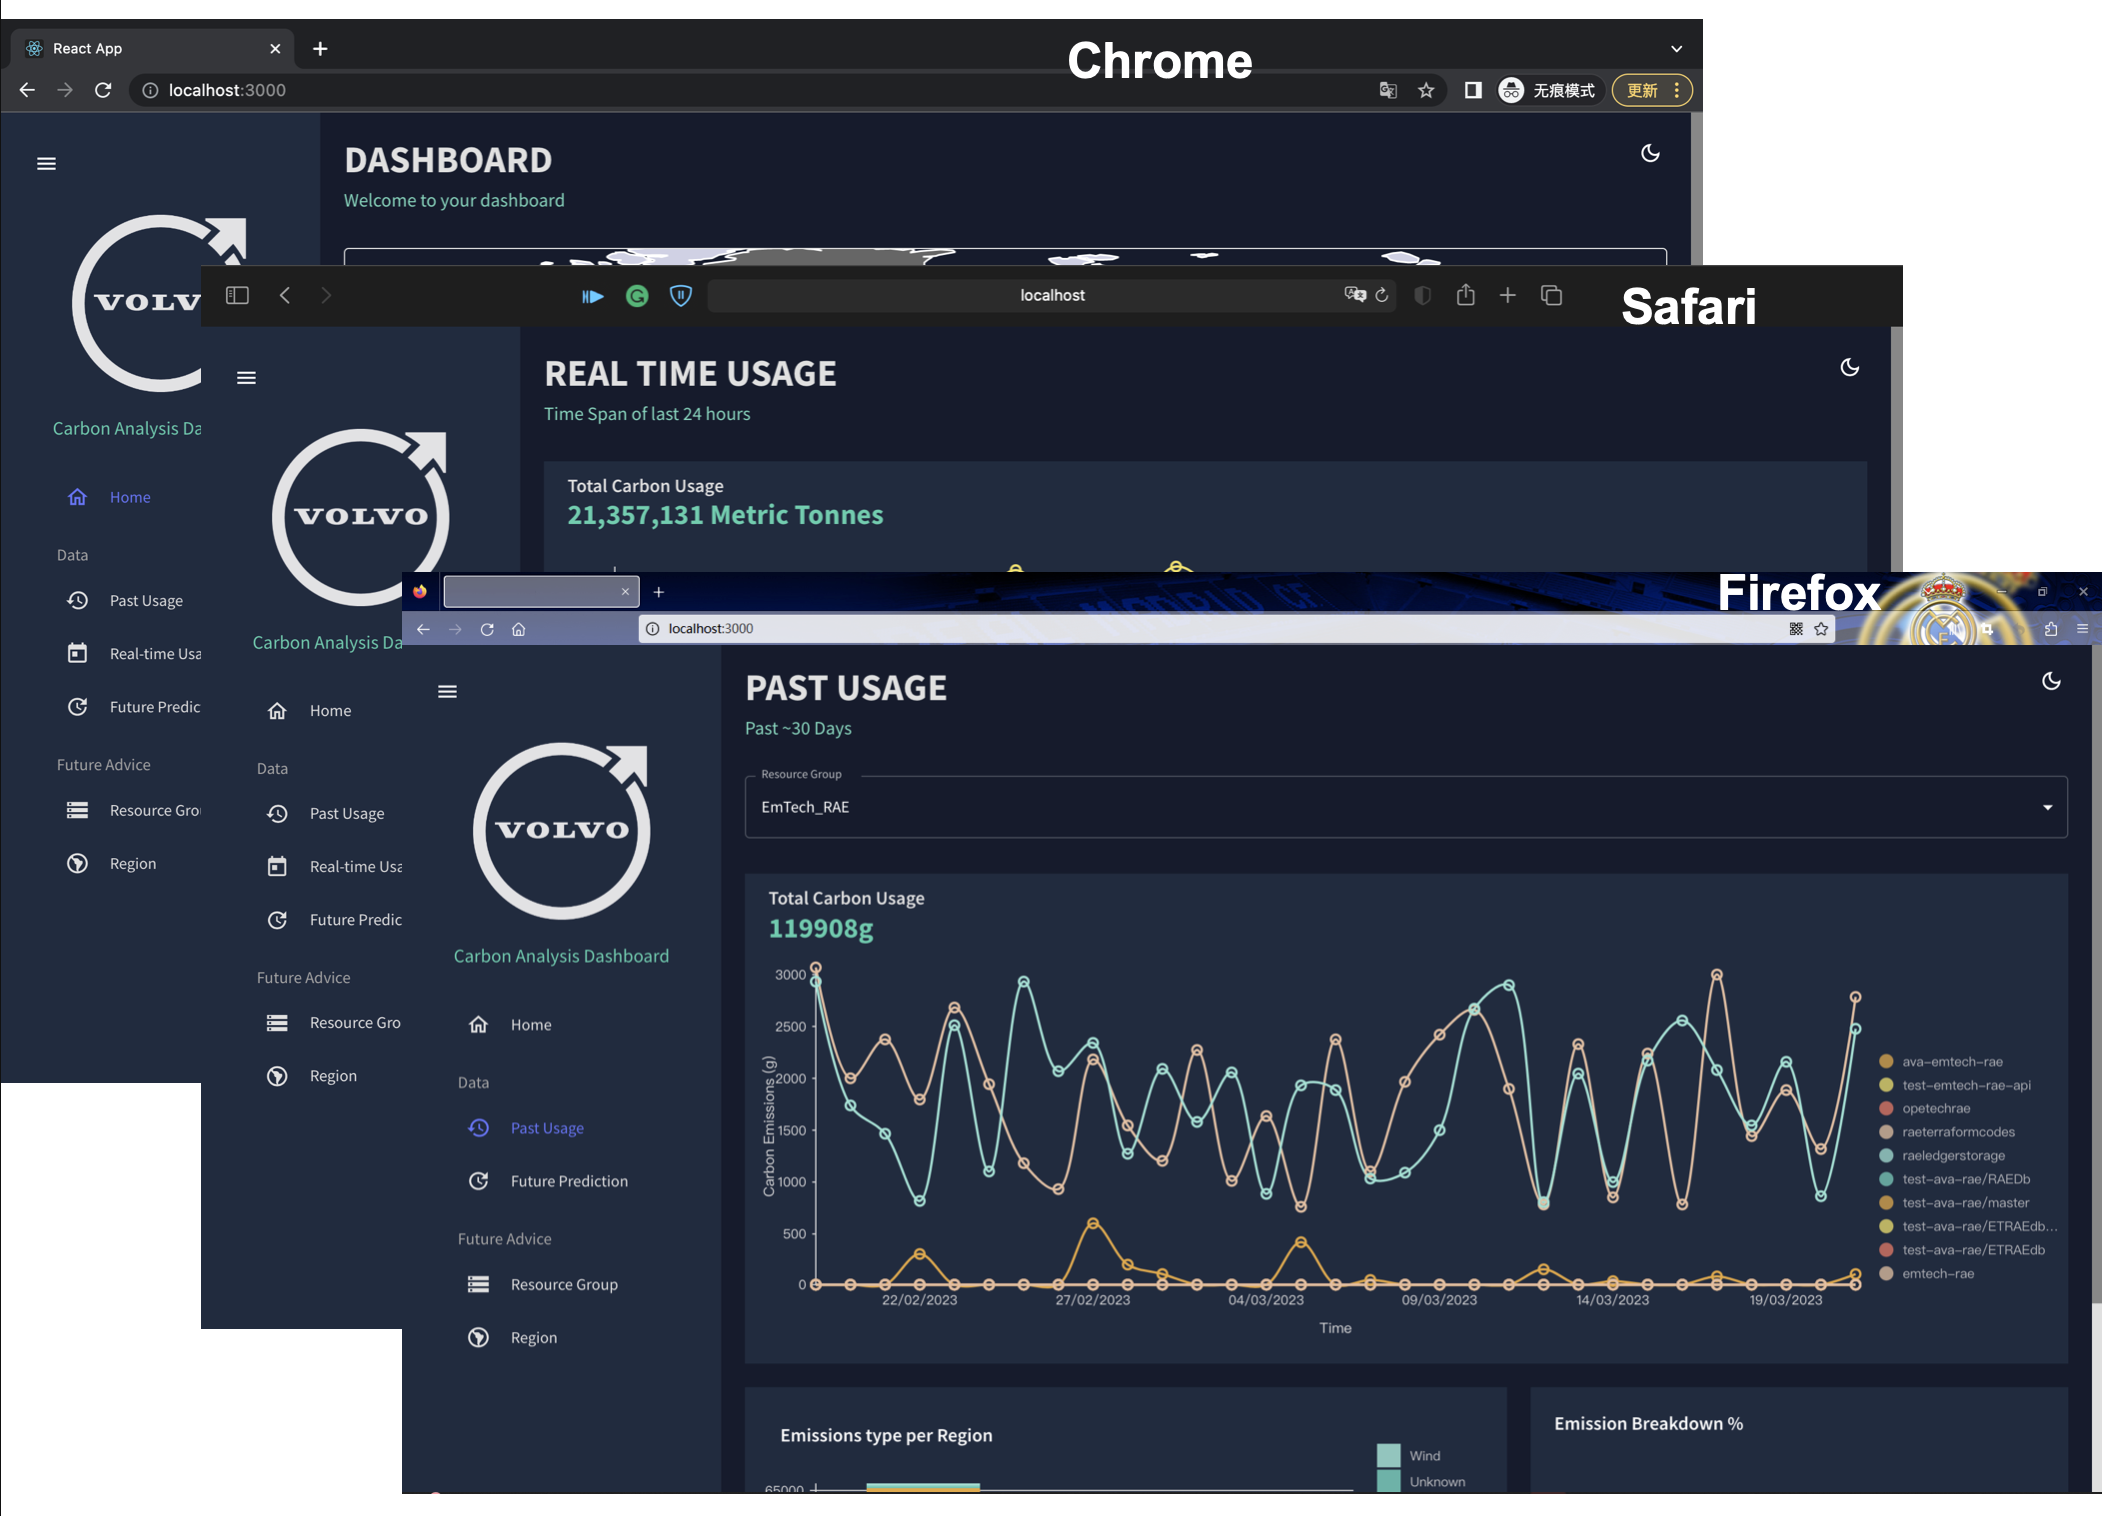 React App
Chrome
localhost:3000
无痕模式
更新
DASHBOARD
Welcome to your dashboard
VOLV
Carbon Analysis Da
Home
Data
Past Usage
Real-time Usa
Future Predic
Future Advice
Resource Gro
Region
localhost
Safari
REAL TIME USAGE
Time Span of last 24 hours
Total Carbon Usage
21,357,131 Metric Tonnes
VOLVO
Carbon Analysis Da
Home
Data
Past Usage
Real-time Usa
Future Predic
Future Advice
Resource Gro
Region
Firefox
localhost:3000
PAST USAGE
Past ~30 Days
Resource Group
EmTech_RAE
VOLVO
Carbon Analysis Dashboard
Home
Data
Past Usage
Future Prediction
Future Advice
Resource Group
Region
Total Carbon Usage
119908g
3000
2500
2000
1500
1000
500
0
Carbon Emissions (g)
22/02/2023
27/02/2023
04/03/2023
09/03/2023
14/03/2023
19/03/2023
Time
ava-emtech-rae
test-emtech-rae-api
opetechrae
raeterraformcodes
raeledgerstorage
test-ava-rae/RAEDb
test-ava-rae/master
test-ava-rae/ETRAEdb...
test-ava-rae/ETRAEdb
emtech-rae
Emissions type per Region
Wind
Unknown
65000
Emission Breakdown %